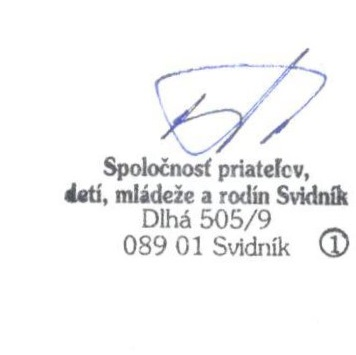 Spoločnosť priateľov,
detí, mládeže a rodín Svidník
Dlhá 505/9
089 01 Svidník ①